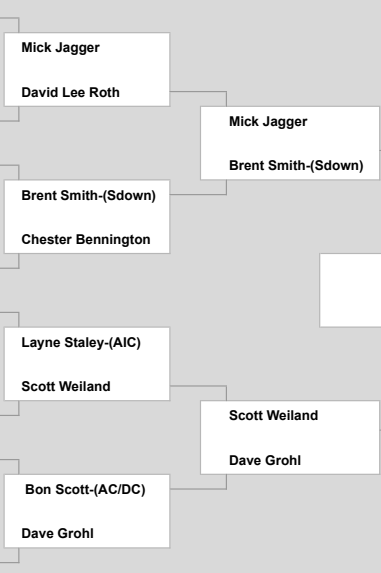 Mick Jagger
David Lee Roth
Mick Jagger
Brent Smith-(Sdown)
Brent Smith-(Sdown)
Chester Bennington
Layne Staley-(AIC)
Scott Weiland
Scott Weiland
Dave Grohl
Bon Scott-(AC/DC)
Dave Grohl